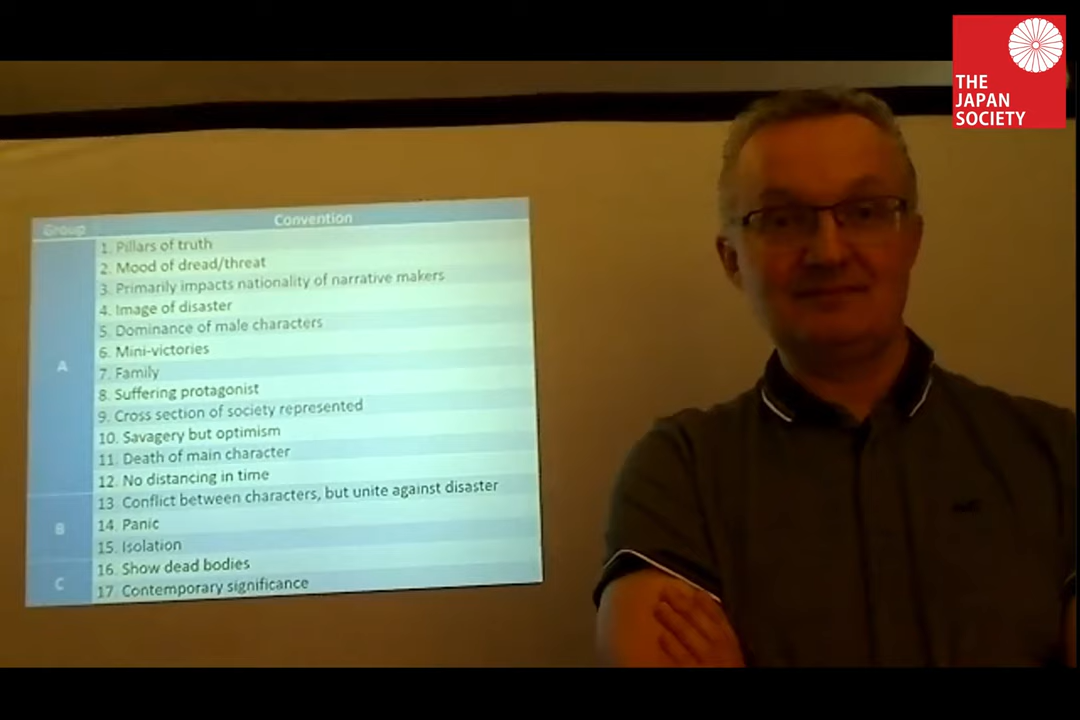 THE
JAPAN
SOCIETY
Group Convention
1. Pillars of truth
2. Mood of dread/threat
3. Primarily impacts nationality of narrative makers
4. Image of disaster
5. Dominance of male characters
6. Mini-victories
A
7. Family
8. Suffering protagonist
9. Cross section of society represented
10. Savagery but optimism
11. Death of main character
12. No distancing in time
13. Conflict between characters, but unite against disaster
B
14. Panic
15. Isolation
C
16. Show dead bodies
17. Contemporary significance